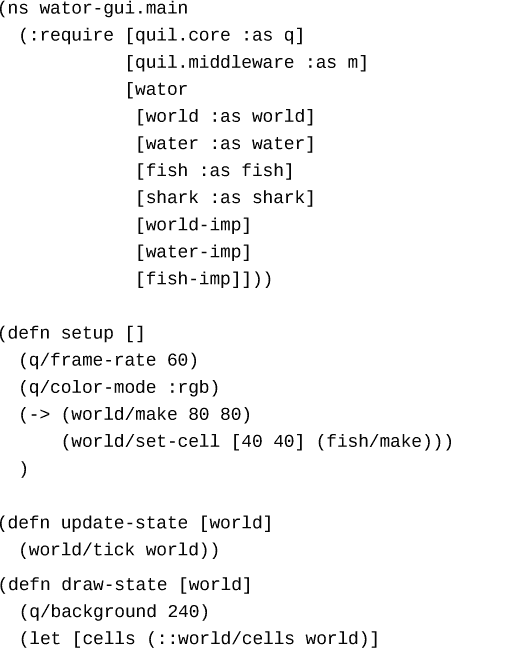 (ns wator-gui.main
  (:require [quil.core :as q]
            [quil.middleware :as m]
            [wator
             [world :as world]
             [water :as water]
             [fish :as fish]
             [shark :as shark]
             [world-imp]
             [water-imp]
             [fish-imp]]))

(defn setup []
  (q/frame-rate 60)
  (q/color-mode :rgb)
  (-> (world/make 80 80)
      (world/set-cell [40 40] (fish/make)))
  )

(defn update-state [world]
  (world/tick world))
(defn draw-state [world]
  (q/background 240)
  (let [cells (::world/cells world)]